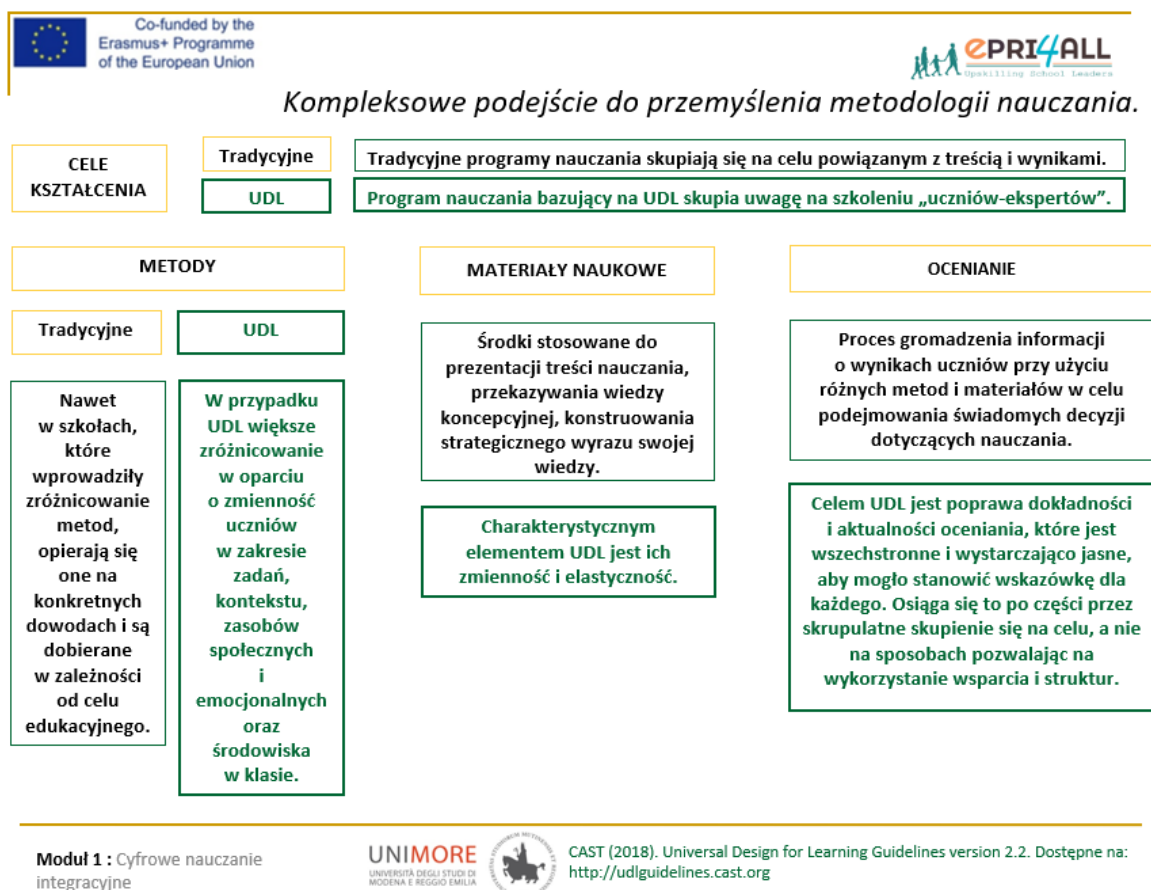 Co-funded by the
Erasmus+ Programme
of the European Union
ePRI4ALL
Upskilling School Leaders
Kompleksowe podejście do przemyślenia metodologii nauczania.
CELE
KSZTAŁCENIA
Tradycyjne
Tradycyjne programy nauczania skupiają się na celu powiązanym z treścią i wynikami.
UDL
Program nauczania bazujący na UDL skupia uwagę na szkoleniu „uczniów-ekspertów”.
METODY
Tradycyjne
UDL
Nawet
w szkołach,
które
wprowadziły
zróżnicowanie
metod,
opierają się
one na
konkretnych
dowodach i są
dobierane
w zależności
od celu
edukacyjnego.
W przypadku
UDL większe
zróżnicowanie
w oparciu
o zmienność
uczniów
w zakresie
zadań,
kontekstu,
zasobów
społecznych
i
emocjonalnych
oraz
środowiska
w klasie.
MATERIAŁY NAUKOWE
Środki stosowane do
prezentacji treści nauczania,
przekazywania wiedzy
koncepcyjnej, konstruowania
strategicznego wyrazu swojej
wiedzy.
Charakterystycznym
elementem UDL jest ich
zmienność i elastyczność.
OCENIANIE
Proces gromadzenia informacji
o wynikach uczniów przy użyciu
różnych metod i materiałów w celu
podejmowania świadomych decyzji
dotyczących nauczania.
Celem UDL jest poprawa dokładności
i aktualności oceniania, które jest
wszechstronne i wystarczająco jasne,
aby mogło stanowić wskazówkę dla
każdego. Osiąga się to po części przez
skrupulatne skupienie się na celu, a nie
na sposobach pozwalając na
wykorzystanie wsparcia i struktur.
Moduł 1 : Cyfrowe nauczanie
integracyjne
UNIMORE
UNIVERSITÀ DEGLI STUDI DI
MODENA E REGGIO EMILIA
CAST (2018). Universal Design for Learning Guidelines version 2.2. Dostępne na:
http://udlguidelines.cast.org